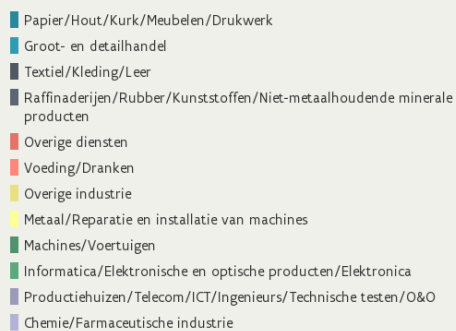 Papier/Hout/Kurk/Meubelen/Drukwerk
Groot- en detailhandel
Textiel/Kleding/Leer
Raffinaderijen/Rubber/Kunststoffen/Niet-metaalhoudende minerale
producten
Overige diensten
Voeding/Dranken
Overige industrie
Metaal/Reparatie en installatie van machines
Machines/Voertuigen
Informatica/Elektronische en optische producten/Elektronica
Productiehuizen/Telecom/ICT/Ingenieurs/Technische testen/O&O
Chemie/Farmaceutische industrie